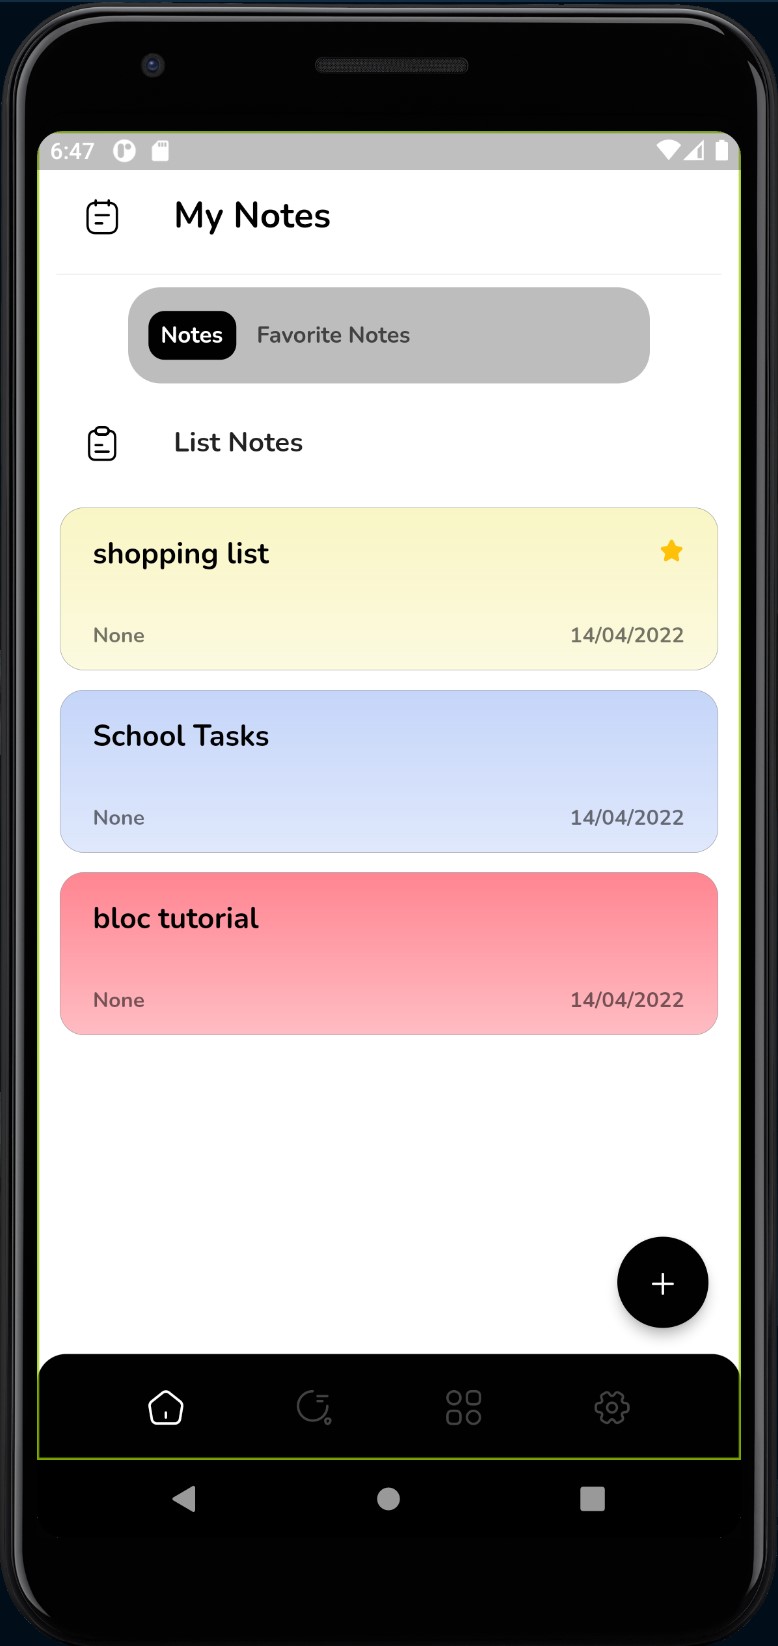 6:47
My Notes
Notes Favorite Notes
List Notes
shopping list
None 14/04/2022
School Tasks
None 14/04/2022
bloc tutorial
None 14/04/2022